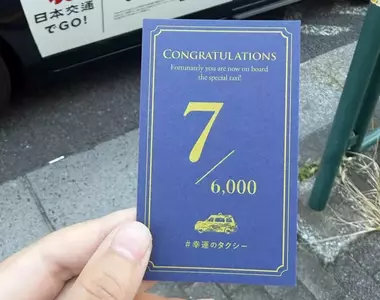 日本交通
でGO!
CONGRATULATIONS
Fortunately you are now on board
the special taxi!
7/6,000
#幸運のタクシー